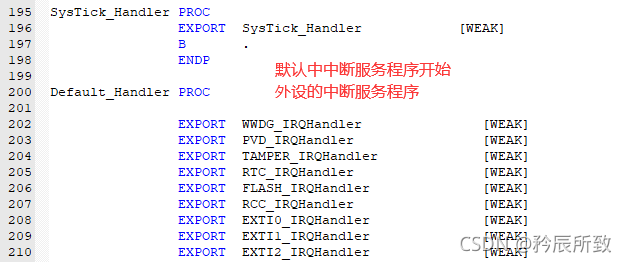 195 SysTick_Handler PROC
196 EXPORT SysTick_Handler [WEAK]
197 B .
198 ENDP
199
默认中中断服务程序开始
200 Default_Handler PROC
外设的中断服务程序
201
202 EXPORT WWDG_IRQHandler [WEAK]
203 EXPORT PVD_IRQHandler [WEAK]
204 EXPORT TAMPER_IRQHandler [WEAK]
205 EXPORT RTC_IRQHandler [WEAK]
206 EXPORT FLASH_IRQHandler [WEAK]
207 EXPORT RCC_IRQHandler [WEAK]
208 EXPORT EXTI0_IRQHandler [WEAK]
209 EXPORT EXTI1_IRQHandler [WEAK]
210 EXPORT EXTI2_IRQHandler [WEAK]
CSDN @矜辰所致